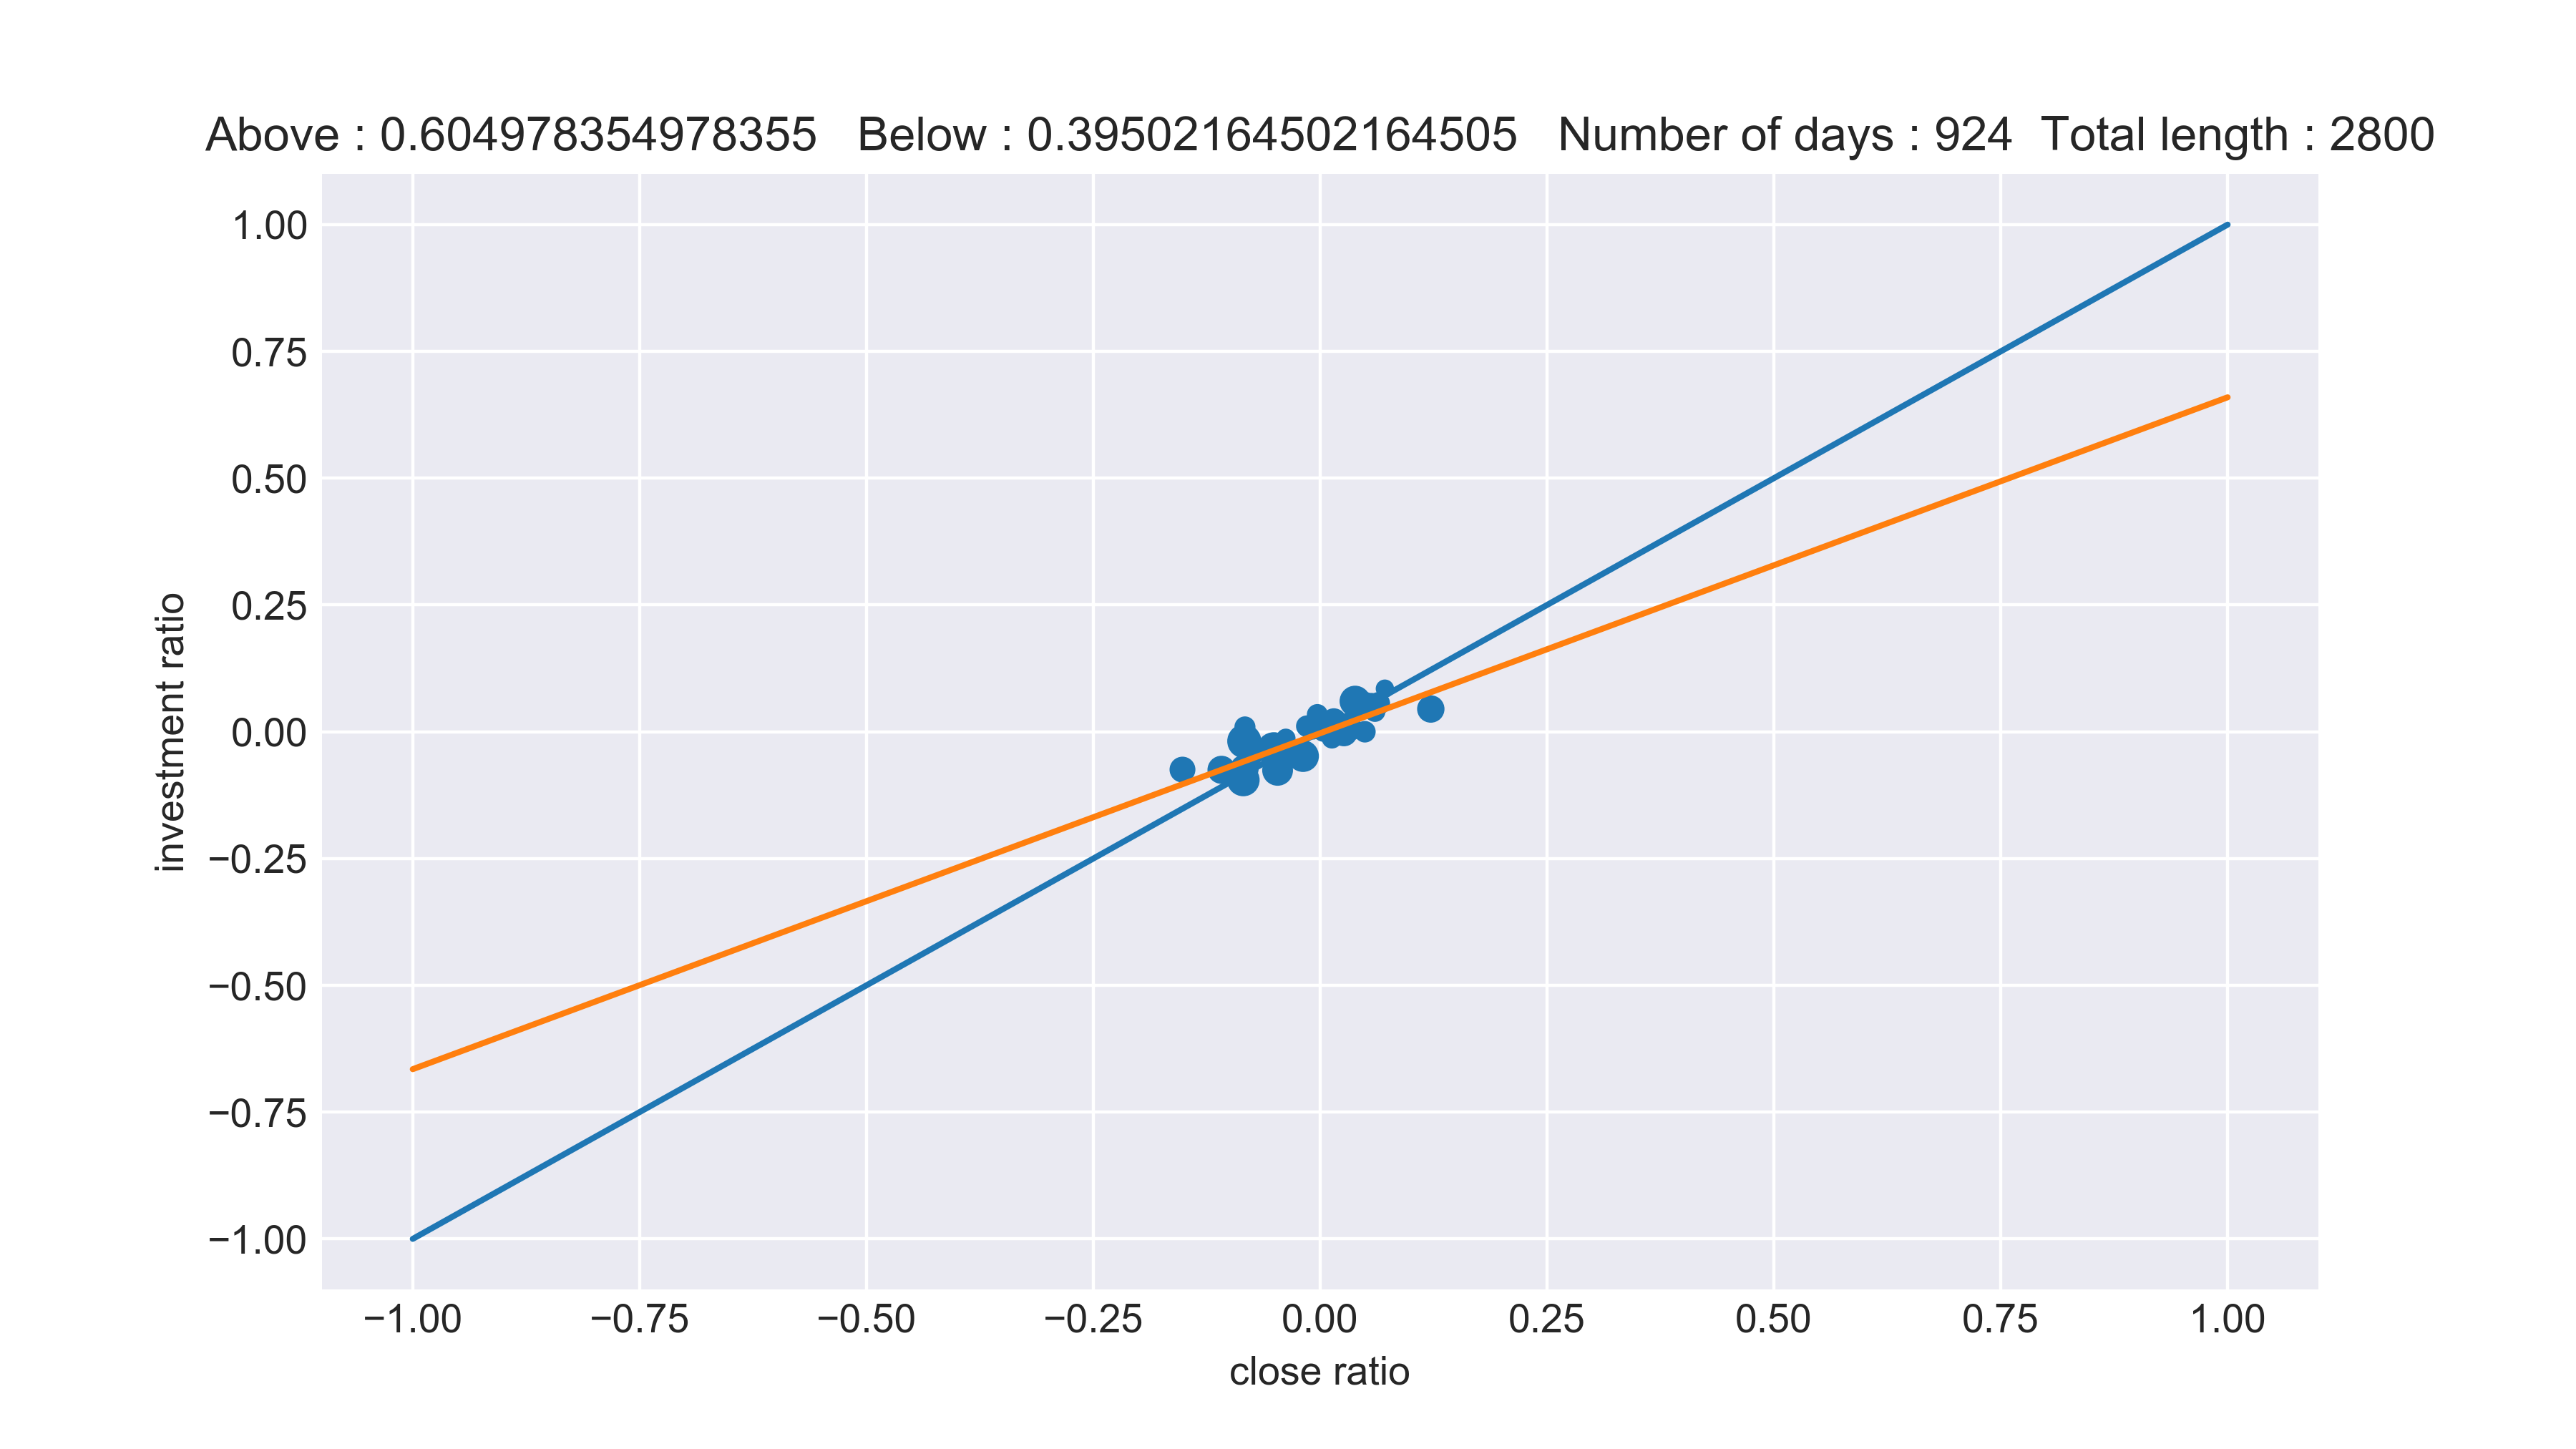 Above : 0.604978354978355   Below : 0.39502164502164505   Number of days : 924  Total length : 2800
1.00
0.75
0.50
0.25
0.00
−0.25
−0.50
−0.75
−1.00
investment ratio
−1.00 −0.75 −0.50 −0.25 0.00 0.25 0.50 0.75 1.00
close ratio